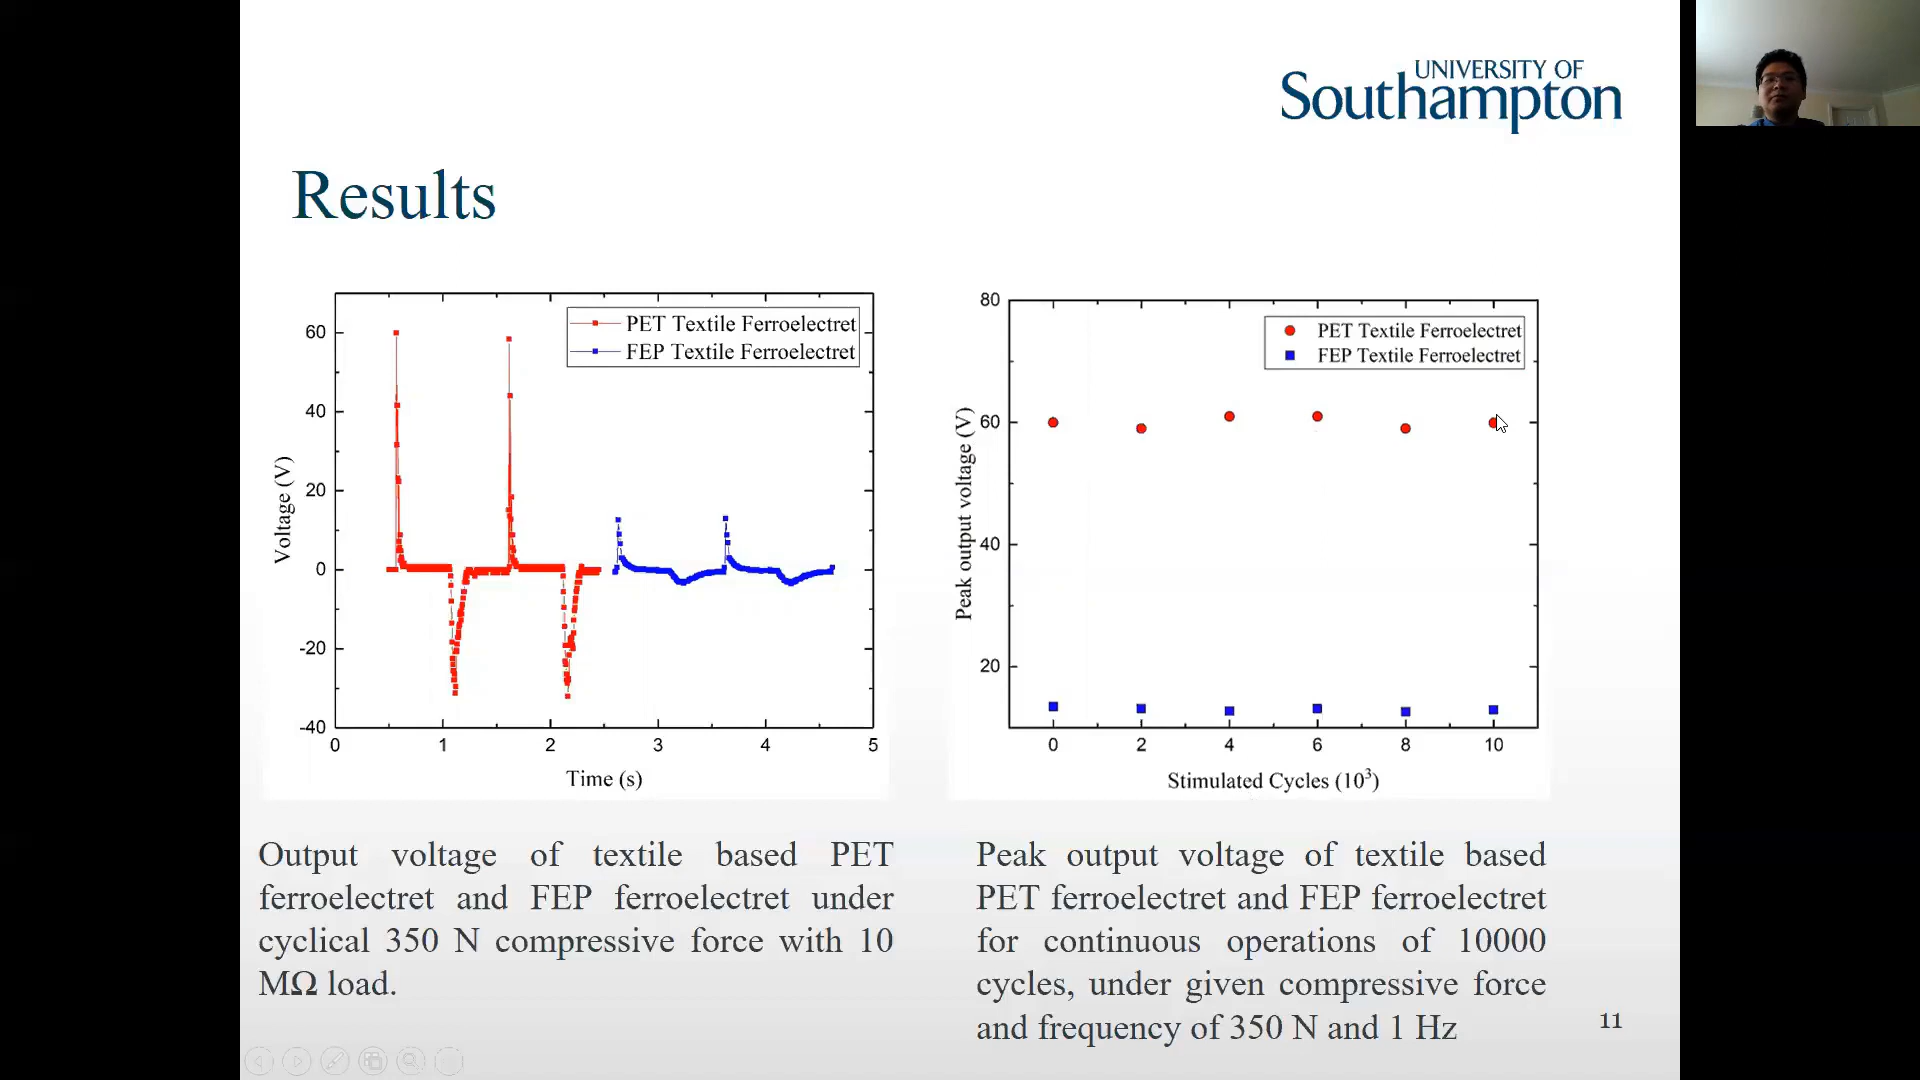 UNIVERSITY OF
Southampton
Results
PET Textile Ferroelectret
FEP Textile Ferroelectret
60
40
20
0
-20
-40
Voltage (V)
0 1 2 3 4 5
Time (s)
PET Textile Ferroelectret
FEP Textile Ferroelectret
80
60
40
20
Peak output voltage (V)
0 2 4 6 8 10
Stimulated Cycles (10³)
Output voltage of textile based PET
ferroelectret and FEP ferroelectret under
cyclical 350 N compressive force with 10
MΩ load.
Peak output voltage of textile based
PET ferroelectret and FEP ferroelectret
for continuous operations of 10000
cycles, under given compressive force
and frequency of 350 N and 1 Hz
11